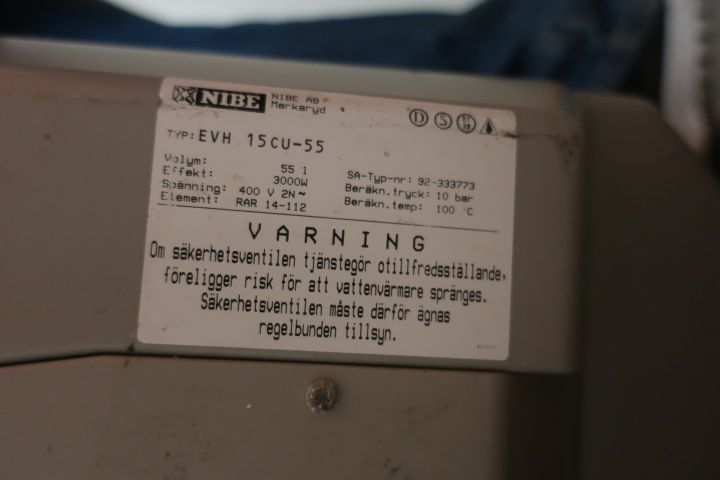 NIBE
NIBE AB
Markaryd
TYP: EVH 15CU-55
Volym: 55 l
Effekt: 3000W
Spänning: 400 V 2N~
Element: RAR 14-112
SA-Typ-nr: 92-333773
Beräkn.tryck: 10 bar
Beräkn.temp: 100 °C
VARNING
Om säkerhetsventilen tjänstegör otillfredsställande,
föreligger risk för att vattenvärmare spränges.
Säkerhetsventilen måste därför ägnas
regelbunden tillsyn.